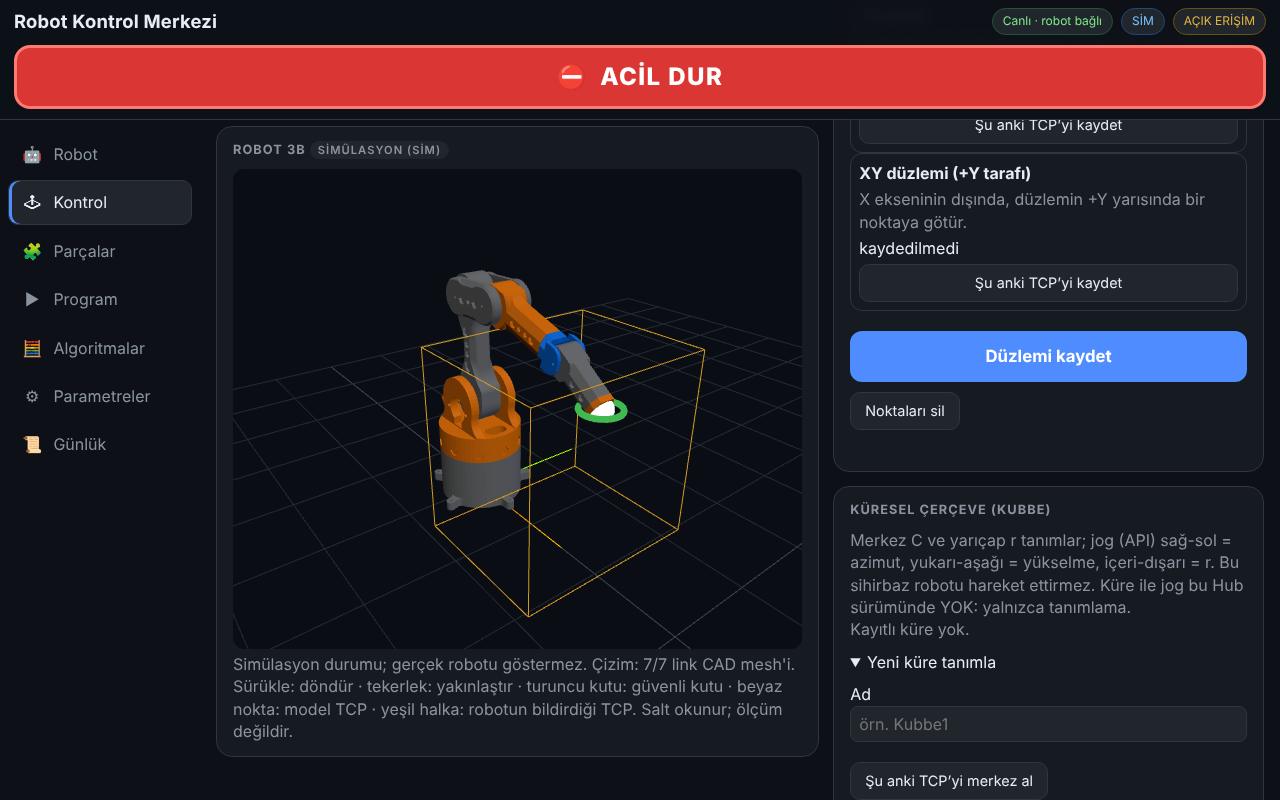 Robot Kontrol Merkezi
Canlı · robot bağlı
SİM
AÇIK ERİŞİM
ACİL DUR
Robot
Kontrol
Parçalar
Program
Algoritmalar
Parametreler
Günlük
ROBOT 3B
SİMÜLASYON (SİM)
Simülasyon durumu; gerçek robotu göstermez. Çizim: 7/7 link CAD mesh'i.
Sürükle: döndür · tekerlek: yakınlaştır · turuncu kutu: güvenli kutu · beyaz
nokta: model TCP · yeşil halka: robotun bildirdiği TCP. Salt okunur; ölçüm
değildir.
Şu anki TCP’yi kaydet
XY düzlemi (+Y tarafı)
X ekseninin dışında, düzlemin +Y yarısında bir
noktaya götür.
kaydedilmedi
Şu anki TCP’yi kaydet
Düzlemi kaydet
Noktaları sil
KÜRESEL ÇERÇEVE (KUBBE)
Merkez C ve yarıçap r tanımlar; jog (API) sağ-sol =
azimut, yukarı-aşağı = yükselme, içeri-dışarı = r. Bu
sihirbaz robotu hareket ettirmez. Küre ile jog bu Hub
sürümünde YOK: yalnızca tanımlama.
Kayıtlı küre yok.
▼ Yeni küre tanımla
Ad
örn. Kubbe1
Şu anki TCP’yi merkez al